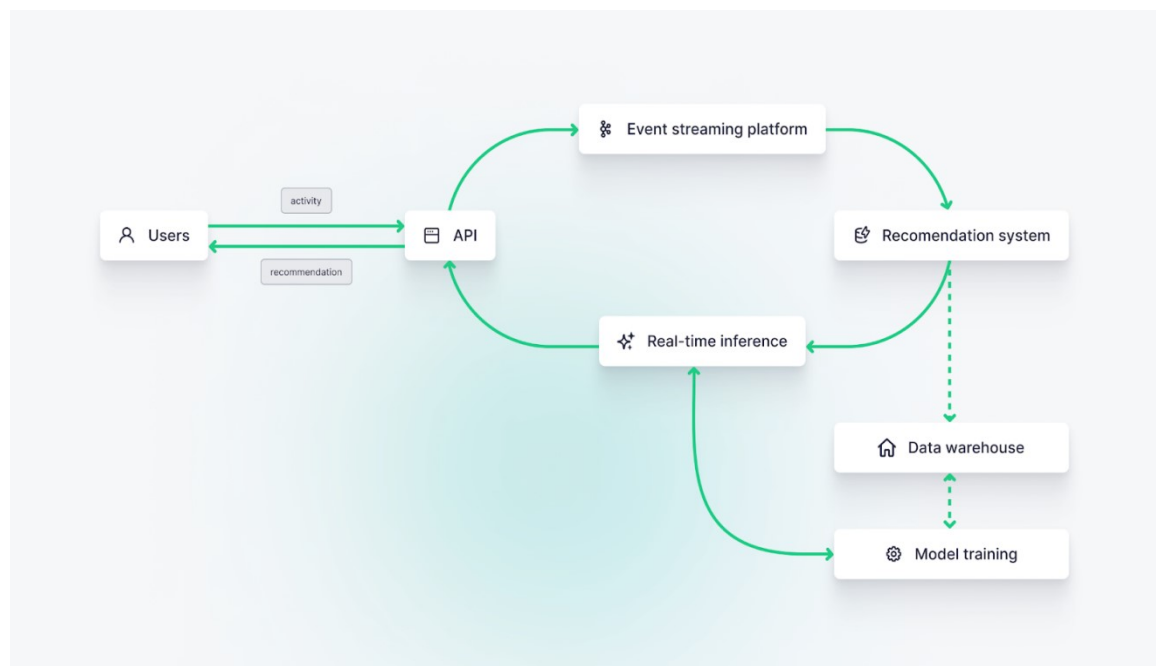 Event streaming platform
activity
Users
API
Recomendation system
recommendation
Real-time inference
Data warehouse
Model training